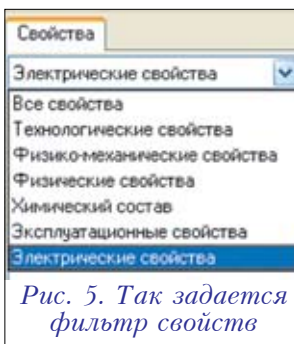 Свойства
Электрические свойства
Все свойства
Технологические свойства
Физико-механические свойства
Физические свойства
Химический состав
Эксплуатационные свойства
Электрические свойства
Рис. 5. Так задается
фильтр свойств